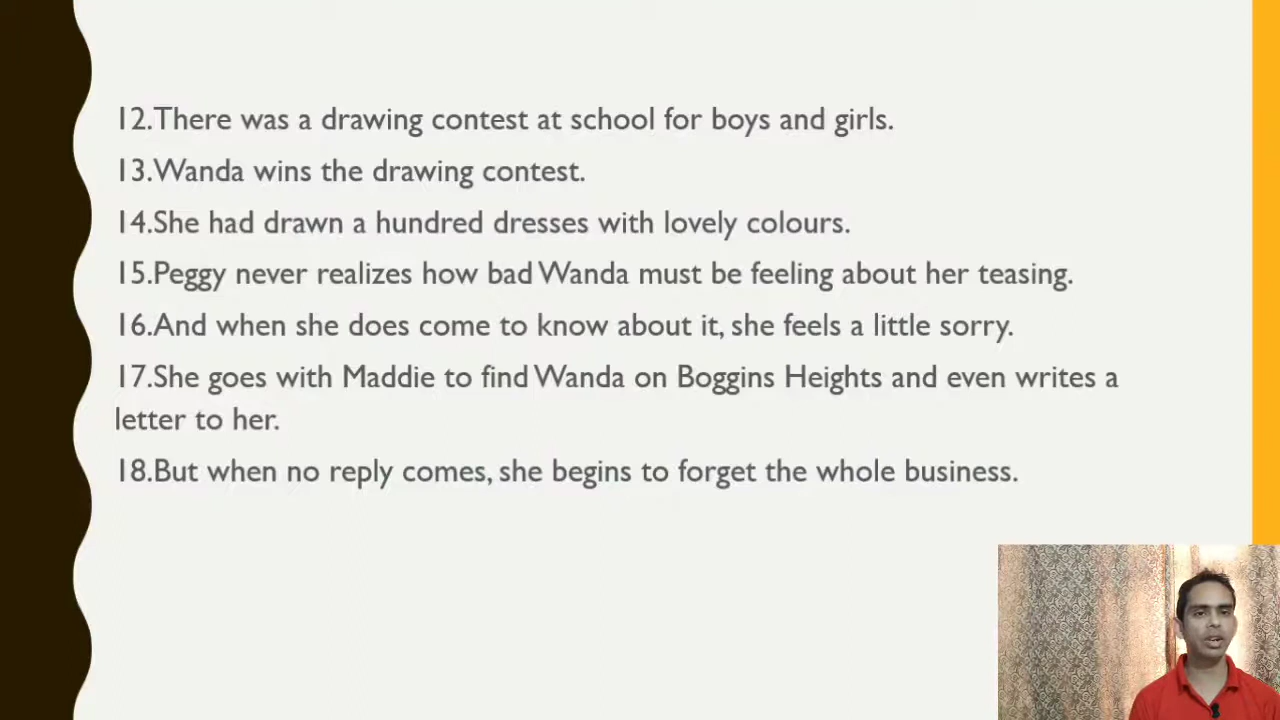 12.There was a drawing contest at school for boys and girls.
13.Wanda wins the drawing contest.
14.She had drawn a hundred dresses with lovely colours.
15.Peggy never realizes how bad Wanda must be feeling about her teasing.
16.And when she does come to know about it, she feels a little sorry.
17.She goes with Maddie to find Wanda on Boggins Heights and even writes a
letter to her.
18.But when no reply comes, she begins to forget the whole business.